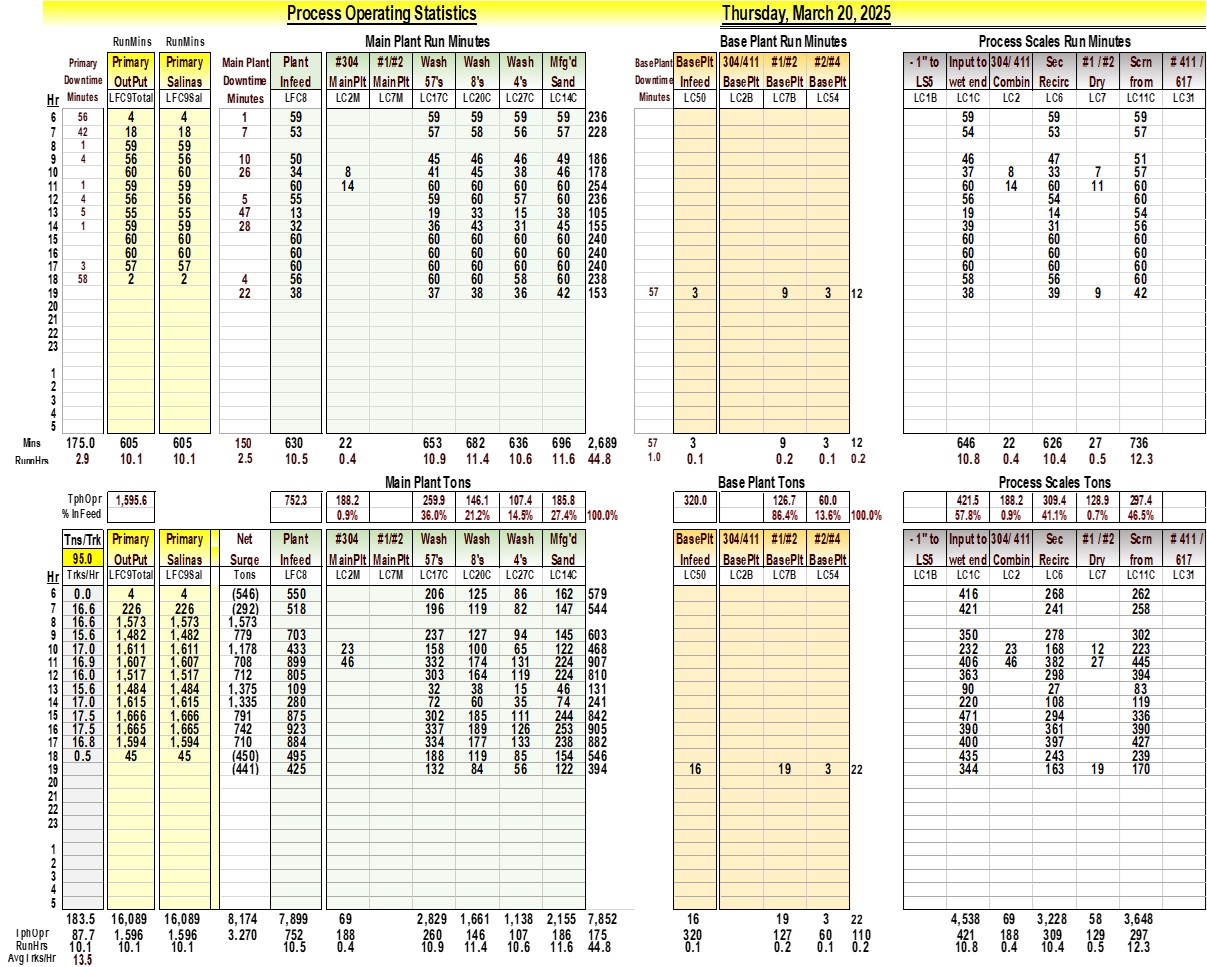 Process Operating Statistics Thursday, March 20, 2025
RunMins RunMins Main Plant Run Minutes Base Plant Run Minutes Process Scales Run Minutes
Primary Primary Primary Main Plant Plant #304 #1/#2 Wash Wash Wash Mfg'd BasePlant BasePlt 304/411 #1/#2 #2/#4 - 1" to Input to 304/ 411 Sec #1 / #2 Scrn # 411 /
Downtime OutPut Salinas Downtime Infeed MainPlt MainPlt 57's 8's 4's Sand Downtime Infeed BasePlt BasePlt BasePlt LS5 wet end Combin Recirc Dry from 617
Hr Minutes LFC9Total LFC9Sal Minutes LFC8 LC2M LC7M LC17C LC20C LC27C LC14C Minutes LC50 LC2B LC7B LC54 LC1B LC1C LC2 LC6 LC7 LC11C LC31
6 56 4 4 1 59 59 59 59 59 236 59 59 59
7 42 18 18 7 53 57 58 56 57 228 54 53 57
8 1 59 59
9 4 56 56 10 50 45 46 46 49 186 46 47 51
10 60 60 26 34 8 41 45 38 46 178 37 8 33 7 57
11 1 59 59 60 14 60 60 60 60 254 60 14 60 11 60
12 4 56 56 5 55 59 60 57 60 236 56 54 60
13 5 55 55 47 13 19 33 15 38 105 19 14 54
14 1 59 59 28 32 36 43 31 45 155 39 31 56
15 60 60 60 60 60 60 60 240 60 60 60
16 60 60 60 60 60 60 60 240 60 60 60
17 3 57 57 60 60 60 60 60 240 60 60 60
18 58 2 2 4 56 60 60 58 60 238 58 56 60
19 22 38 37 38 36 42 153 57 3 9 3 12 38 39 9 42
20
21
22
23
1
2
3
4
5
Mins 175.0 605 605 150 630 22 653 682 636 696 2,689 57 3 9 3 12 646 22 626 27 736
RunnHrs 2.9 10.1 10.1 2.5 10.5 0.4 10.9 11.4 10.6 11.6 44.8 1.0 0.1 0.2 0.1 0.2 10.8 0.4 10.4 0.5 12.3
Main Plant Tons Base Plant Tons Process Scales Tons
TphOpr 1,595.6 752.3 188.2 259.9 146.1 107.4 185.8 320.0 126.7 60.0 421.5 188.2 309.4 128.9 297.4
% InFeed 0.9% 36.0% 21.2% 14.5% 27.4% 100.0% 86.4% 13.6% 100.0% 57.8% 0.9% 41.1% 0.7% 46.5%
Tns/Trk Primary Primary Net Plant #304 #1/#2 Wash Wash Wash Mfg'd BasePlt 304/411 #1/#2 #2/#4 - 1" to Input to 304/ 411 Sec #1 / #2 Scrn # 411 /
95.0 OutPut Salinas Surge Infeed MainPlt MainPlt 57's 8's 4's Sand Infeed BasePlt BasePlt BasePlt LS5 wet end Combin Recirc Dry from 617
Hr Trks/Hr LFC9Total LFC9Sal Tons LFC8 LC2M LC7M LC17C LC20C LC27C LC14C LC50 LC2B LC7B LC54 LC1B LC1C LC2 LC6 LC7 LC11C LC31
6 0.0 4 4 (546) 550 206 125 86 162 579 416 268 262
7 16.6 226 226 (292) 518 196 119 82 147 544 421 241 258
8 16.6 1,573 1,573 1,573
9 15.6 1,482 1,482 779 703 237 127 94 145 603 350 278 302
10 17.0 1,611 1,611 1,178 433 23 158 100 65 122 468 232 23 168 12 223
11 16.9 1,607 1,607 708 899 46 332 174 131 224 907 406 46 382 27 445
12 16.0 1,517 1,517 712 805 303 164 119 224 810 363 298 394
13 15.6 1,484 1,484 1,375 109 32 38 15 46 131 90 27 83
14 17.0 1,615 1,615 1,335 280 72 60 35 74 241 220 108 119
15 17.5 1,666 1,666 791 875 302 185 111 244 842 471 294 336
16 17.5 1,665 1,665 742 923 337 189 126 253 905 390 361 390
17 16.8 1,594 1,594 710 884 334 177 133 238 882 400 397 427
18 0.5 45 45 (450) 495 188 119 85 154 546 435 243 239
19 (441) 425 132 84 56 122 394 16 19 3 22 344 163 19 170
20
21
22
23
1
2
3
4
5
183.5 16,089 16,089 8,174 7,899 69 2,829 1,661 1,138 2,155 7,852 16 19 3 22 4,538 69 3,228 58 3,648
TphOpr 87.7 1,596 1,596 3.270 752 188 260 146 107 186 175 320 127 60 110 421 188 309 129 297
RunHrs 10.1 10.1 10.1 10.5 0.4 10.9 11.4 10.6 11.6 44.8 0.1 0.2 0.1 0.2 10.8 0.4 10.4 0.5 12.3
AvgTrks/Hr 13.5